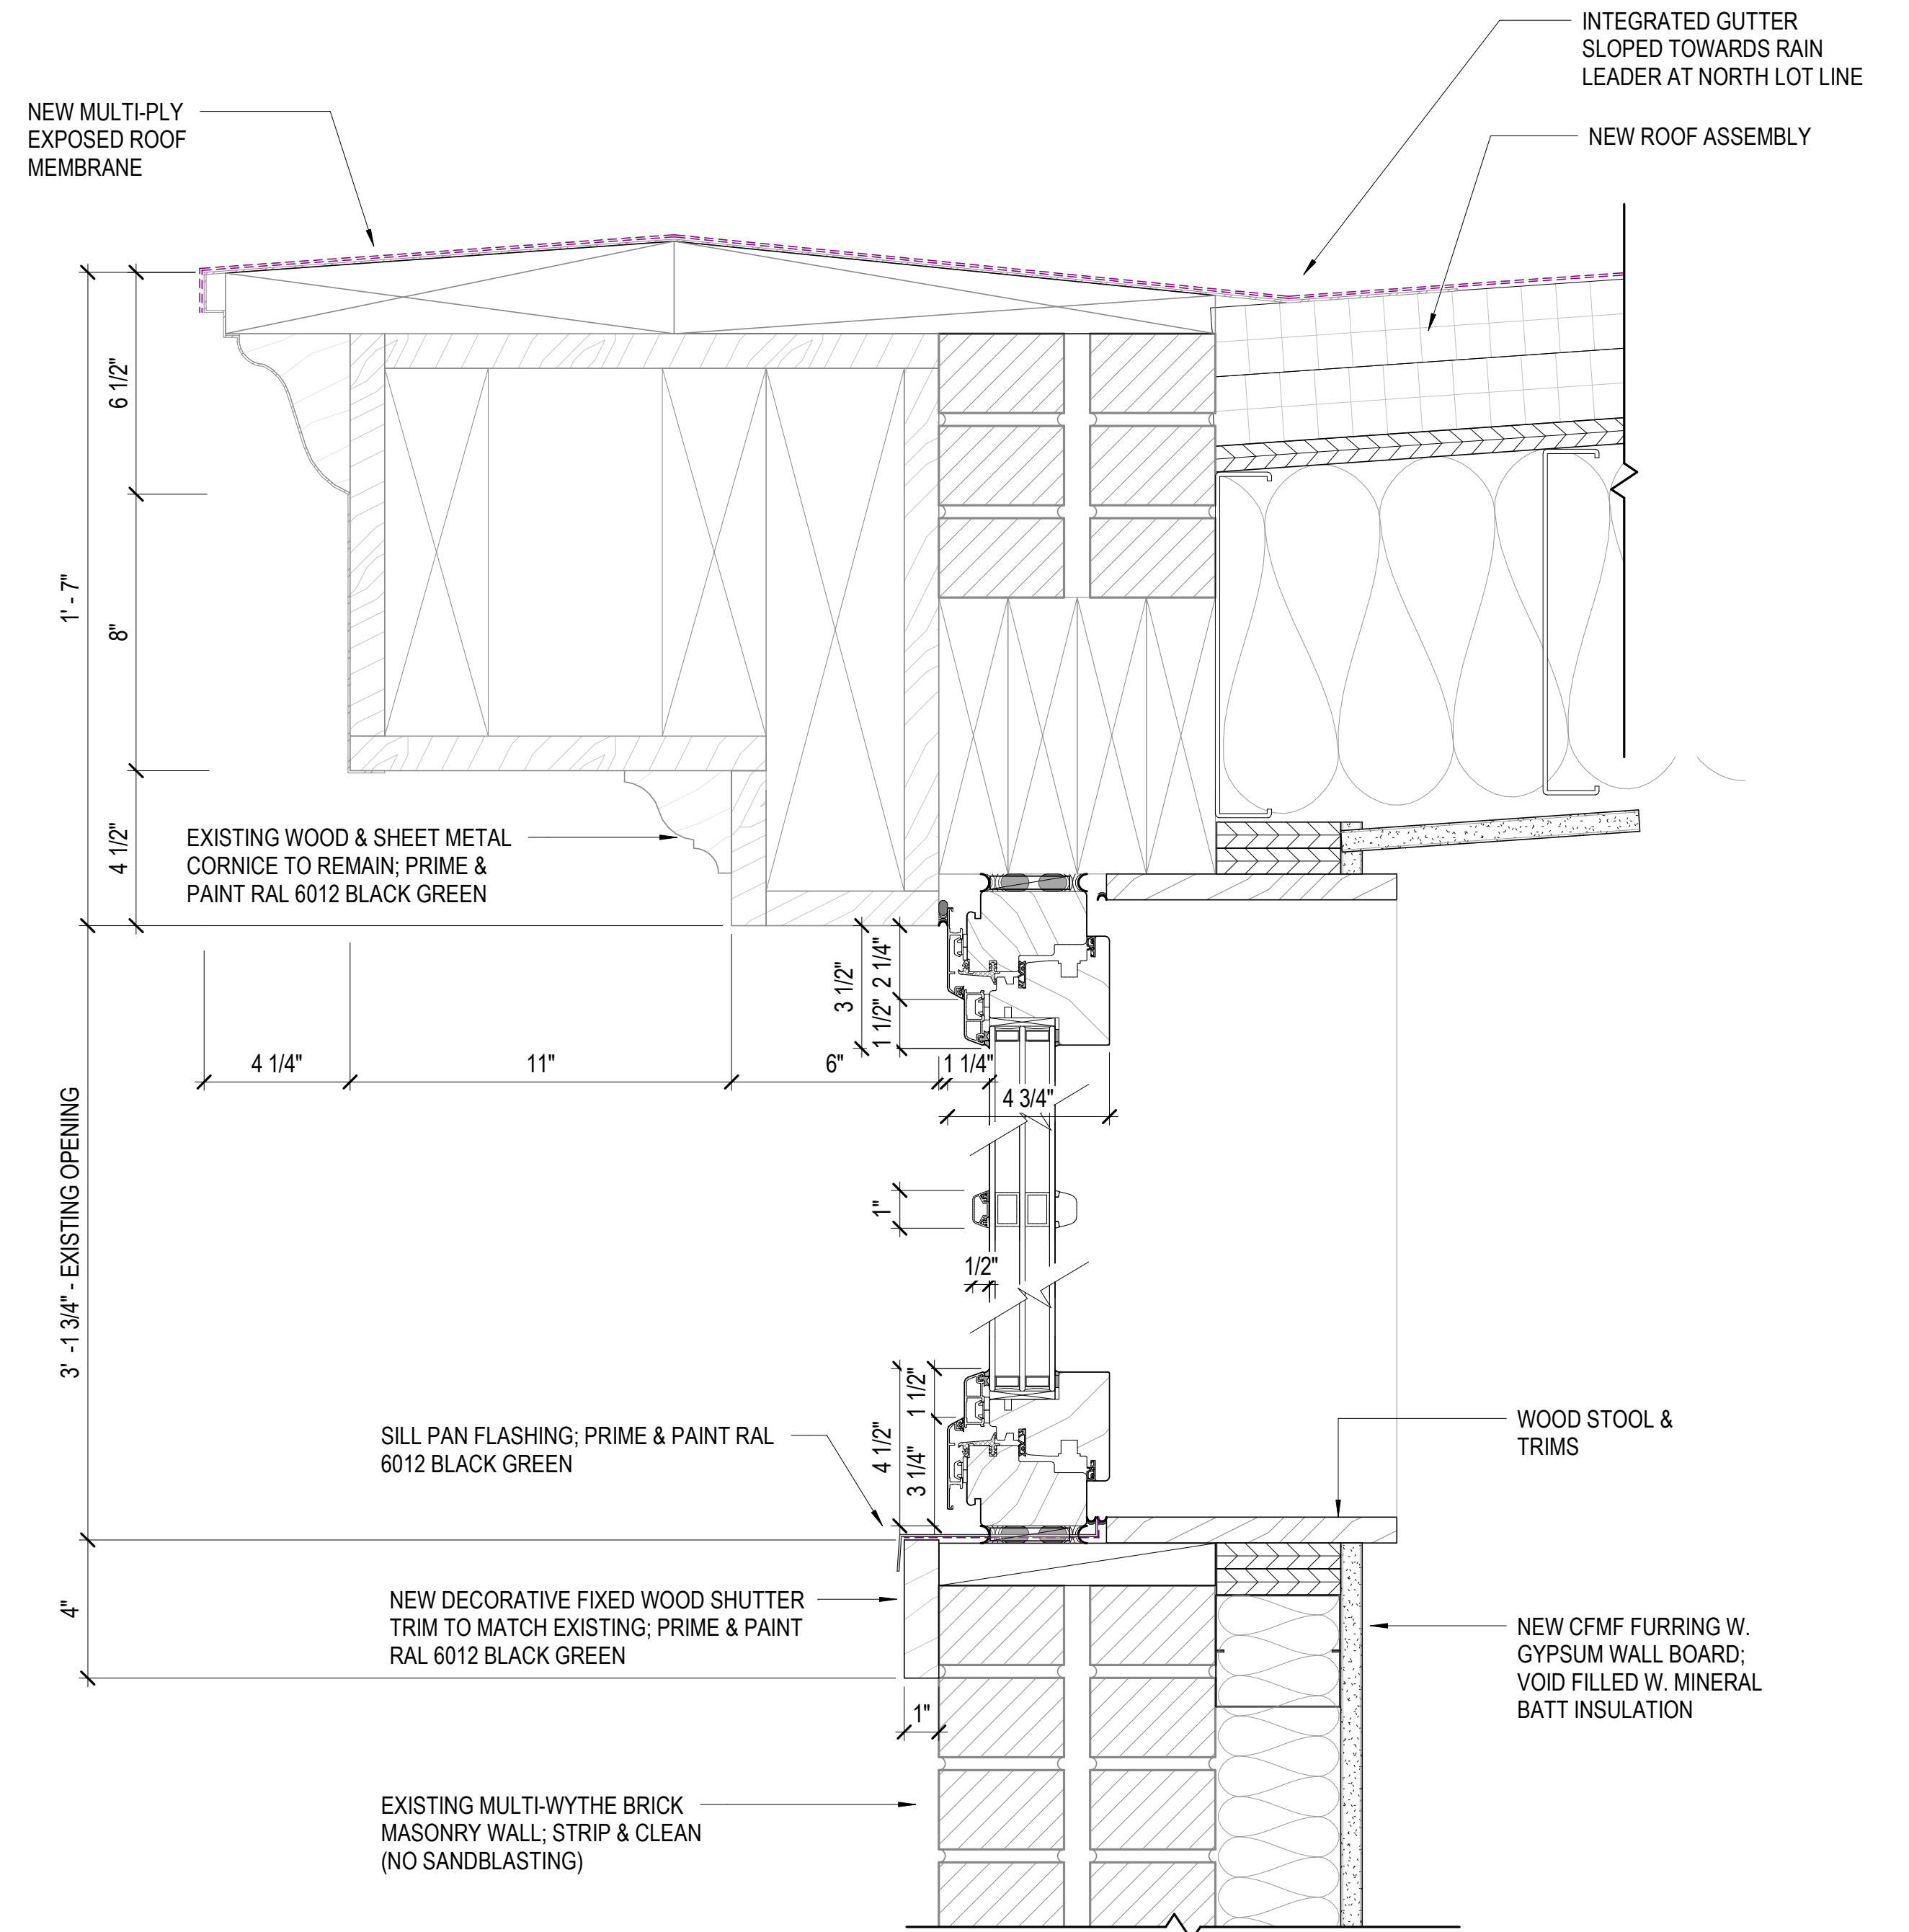 INTEGRATED GUTTER
SLOPED TOWARDS RAIN
LEADER AT NORTH LOT LINE
NEW MULTI-PLY
EXPOSED ROOF
MEMBRANE
NEW ROOF ASSEMBLY
6 1/2"
1' - 7"
8"
4 1/2"
EXISTING WOOD & SHEET METAL
CORNICE TO REMAIN; PRIME &
PAINT RAL 6012 BLACK GREEN
3 1/2"
2 1/4"
1 1/2"
4 1/4"
11"
6"
1 1/4"
4 3/4"
3' -1 3/4" - EXISTING OPENING
1"
1/2"
4 1/2"
1 1/2"
3 1/4"
SILL PAN FLASHING; PRIME & PAINT RAL
6012 BLACK GREEN
WOOD STOOL &
TRIMS
4"
NEW DECORATIVE FIXED WOOD SHUTTER
TRIM TO MATCH EXISTING; PRIME & PAINT
RAL 6012 BLACK GREEN
NEW CFMF FURRING W.
GYPSUM WALL BOARD;
VOID FILLED W. MINERAL
BATT INSULATION
1"
EXISTING MULTI-WYTHE BRICK
MASONRY WALL; STRIP & CLEAN
(NO SANDBLASTING)